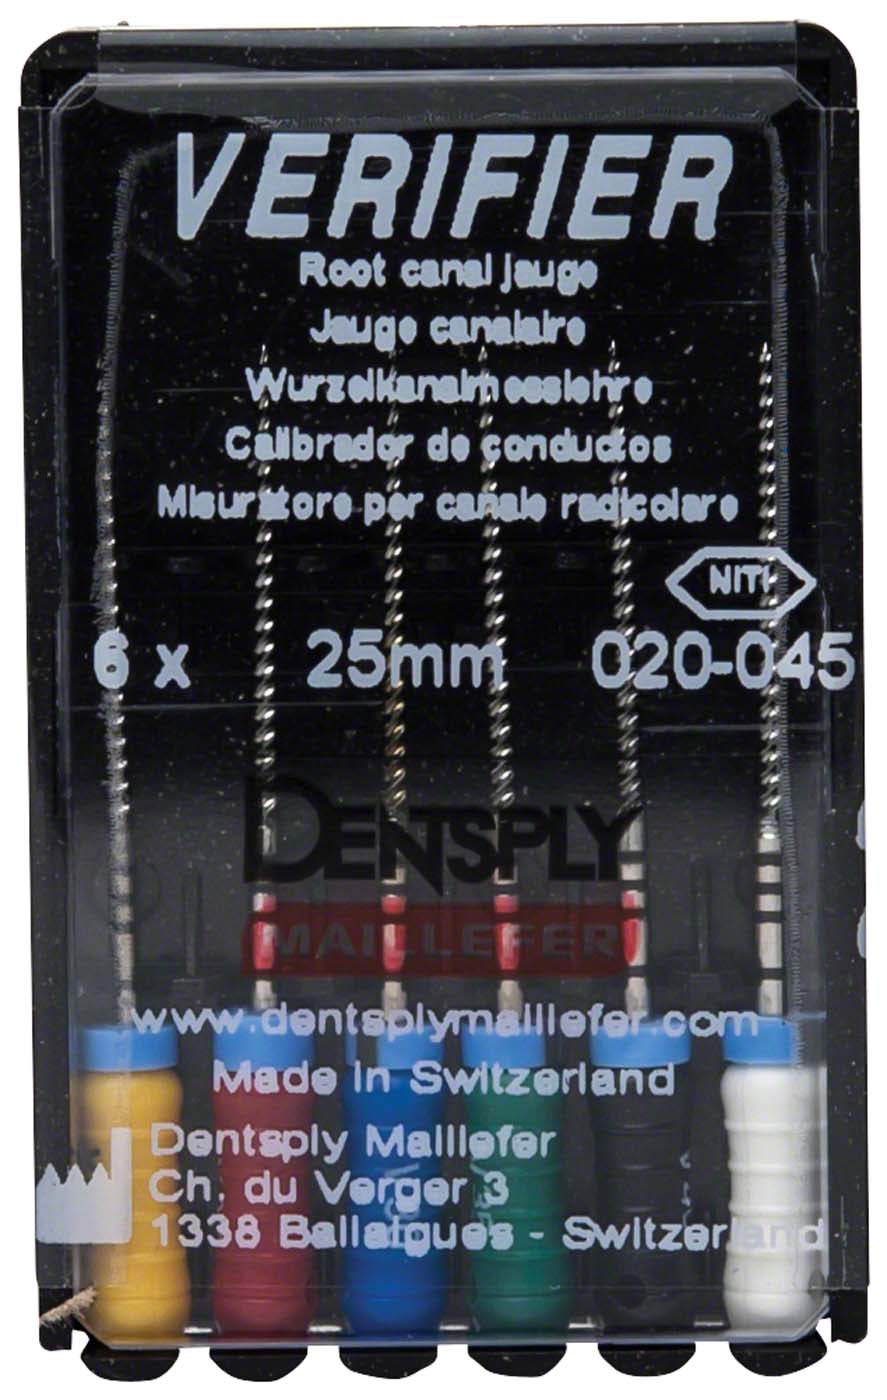 VERIFIER
Root canal jauge
Jauge canalaire
Wurzelkanalmesslehre
Calibrador de conductos
Misuratore per canale radicolare
NITI
6 x 25mm 020-045
DENTSPLY
MAILLEFER
www.dentsplymaillefer.com
Made in Switzerland
Dentsply Maillefer
Ch. du Verger 3
1338 Ballaigues - Switzerland